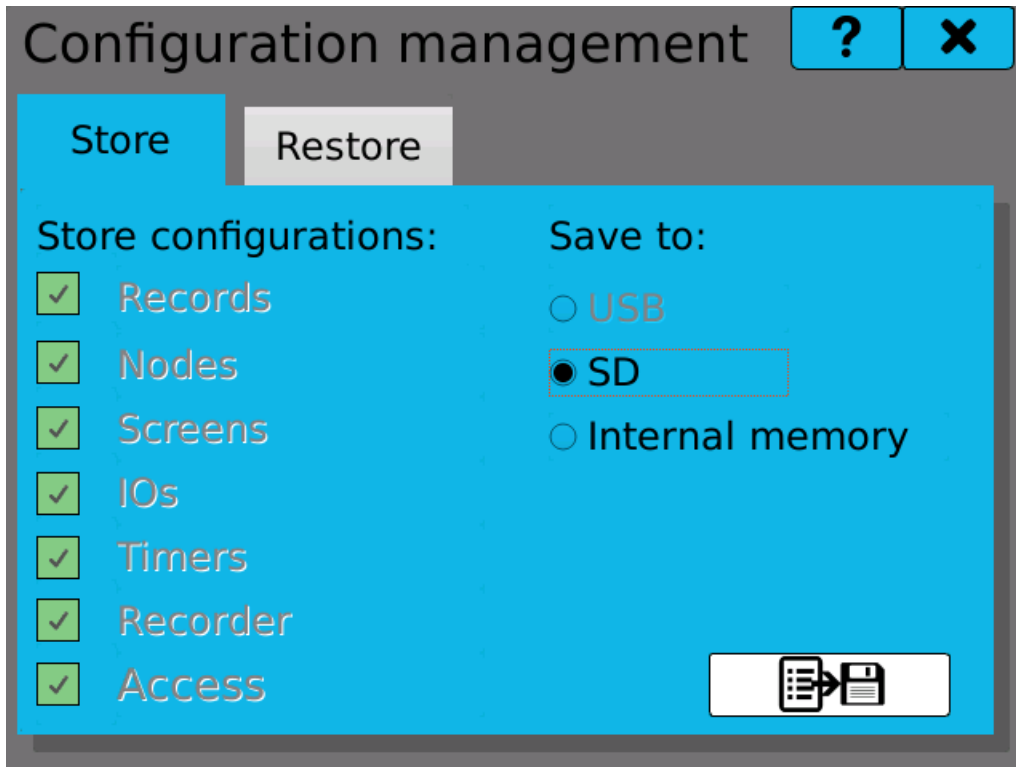 Configuration management
?
Store
Restore
Store configurations:
Records
Nodes
Screens
IOs
Timers
Recorder
Access
Save to:
USB
SD
Internal memory